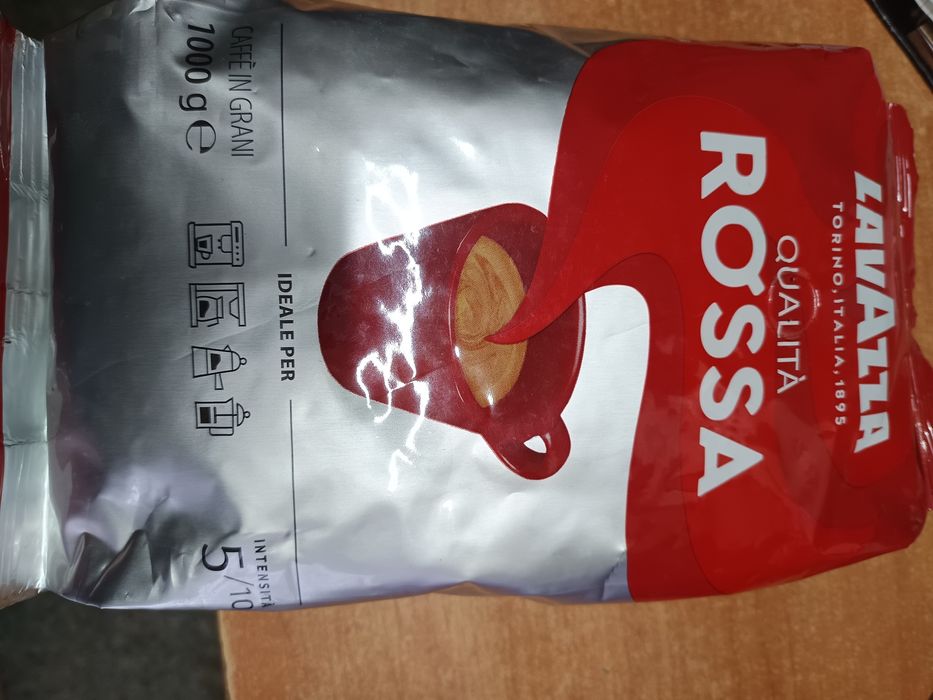 LAVAZZA
TORINO, ITALIA, 1895
QUALITÀ
ROSSA
IDEALE PER
CAFFÈ IN GRANI
1000 g e
INTENSITÀ
5/10